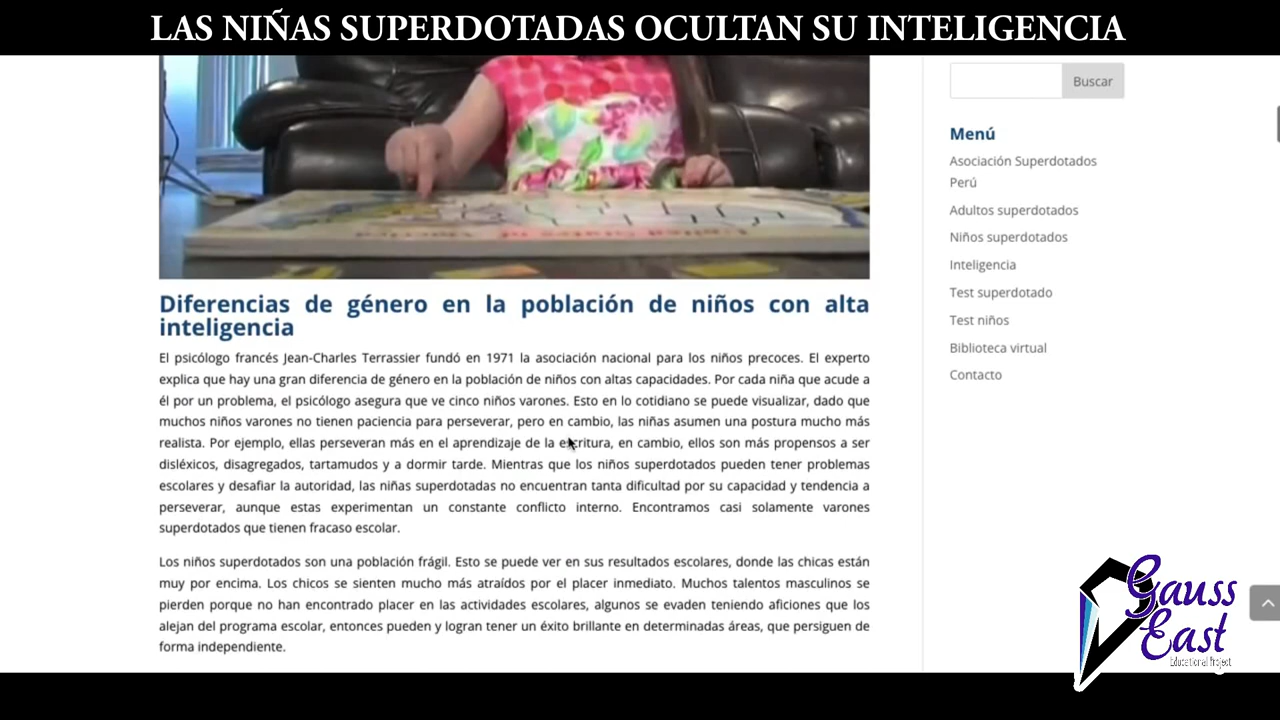 LAS NIÑAS SUPERDOTADAS OCULTAN SU INTELIGENCIA
Buscar
Menú
Asociación Superdotados
Perú
Adultos superdotados
Niños superdotados
Inteligencia
Test superdotado
Test niños
Biblioteca virtual
Contacto
Diferencias de género en la población de niños con alta
inteligencia
El psicólogo francés Jean-Charles Terrassier fundó en 1971 la asociación nacional para los niños precoces. El experto
explica que hay una gran diferencia de género en la población de niños con altas capacidades. Por cada niña que acude a
él por un problema, el psicólogo asegura que ve cinco niños varones. Esto en lo cotidiano se puede visualizar, dado que
muchos niños varones no tienen paciencia para perseverar, pero en cambio, las niñas asumen una postura mucho más
realista. Por ejemplo, ellas perseveran más en el aprendizaje de la escritura, en cambio, ellos son más propensos a ser
disléxicos, disagregados, tartamudos y a dormir tarde. Mientras que los niños superdotados pueden tener problemas
escolares y desafiar la autoridad, las niñas superdotadas no encuentran tanta dificultad por su capacidad y tendencia a
perseverar, aunque estas experimentan un constante conflicto interno. Encontramos casi solamente varones
superdotados que tienen fracaso escolar.
Los niños superdotados son una población frágil. Esto se puede ver en sus resultados escolares, donde las chicas están
muy por encima. Los chicos se sienten mucho más atraídos por el placer inmediato. Muchos talentos masculinos se
pierden porque no han encontrado placer en las actividades escolares, algunos se evaden teniendo aficiones que los
alejan del programa escolar, entonces pueden y logran tener un éxito brillante en determinadas áreas, que persiguen de
forma independiente.
Gauss
East
Educational Project